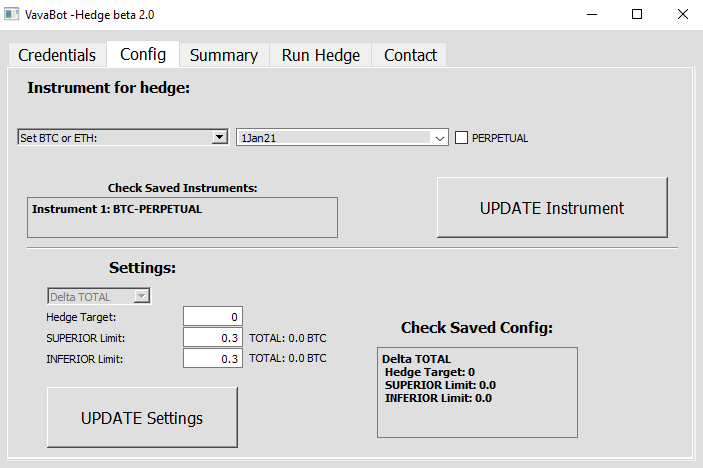 VavaBot -Hedge beta 2.0
Credentials Config Summary Run Hedge Contact
Instrument for hedge:
Set BTC or ETH: 1Jan21 PERPETUAL
Check Saved Instruments:
Instrument 1: BTC-PERPETUAL
UPDATE Instrument
Settings:
Delta TOTAL
Hedge Target: 0
SUPERIOR Limit: 0.3 TOTAL: 0.0 BTC
INFERIOR Limit: 0.3 TOTAL: 0.0 BTC
UPDATE Settings
Check Saved Config:
Delta TOTAL
Hedge Target: 0
SUPERIOR Limit: 0.0
INFERIOR Limit: 0.0